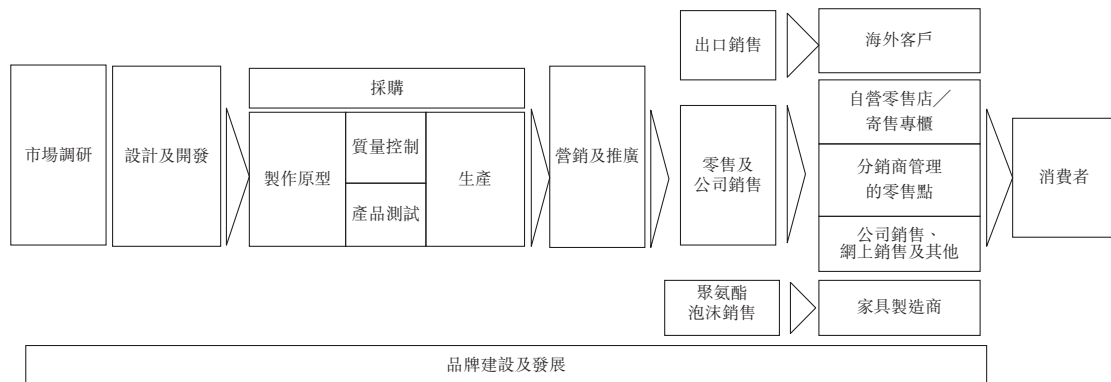 市場調研
設計及開發
採購
製作原型
質量控制
產品測試
生產
營銷及推廣
出口銷售
海外客戶
零售及
公司銷售
自營零售店／
寄售專櫃
分銷商管理
的零售點
公司銷售、
網上銷售及其他
消費者
聚氨酯
泡沫銷售
家具製造商
品牌建設及發展